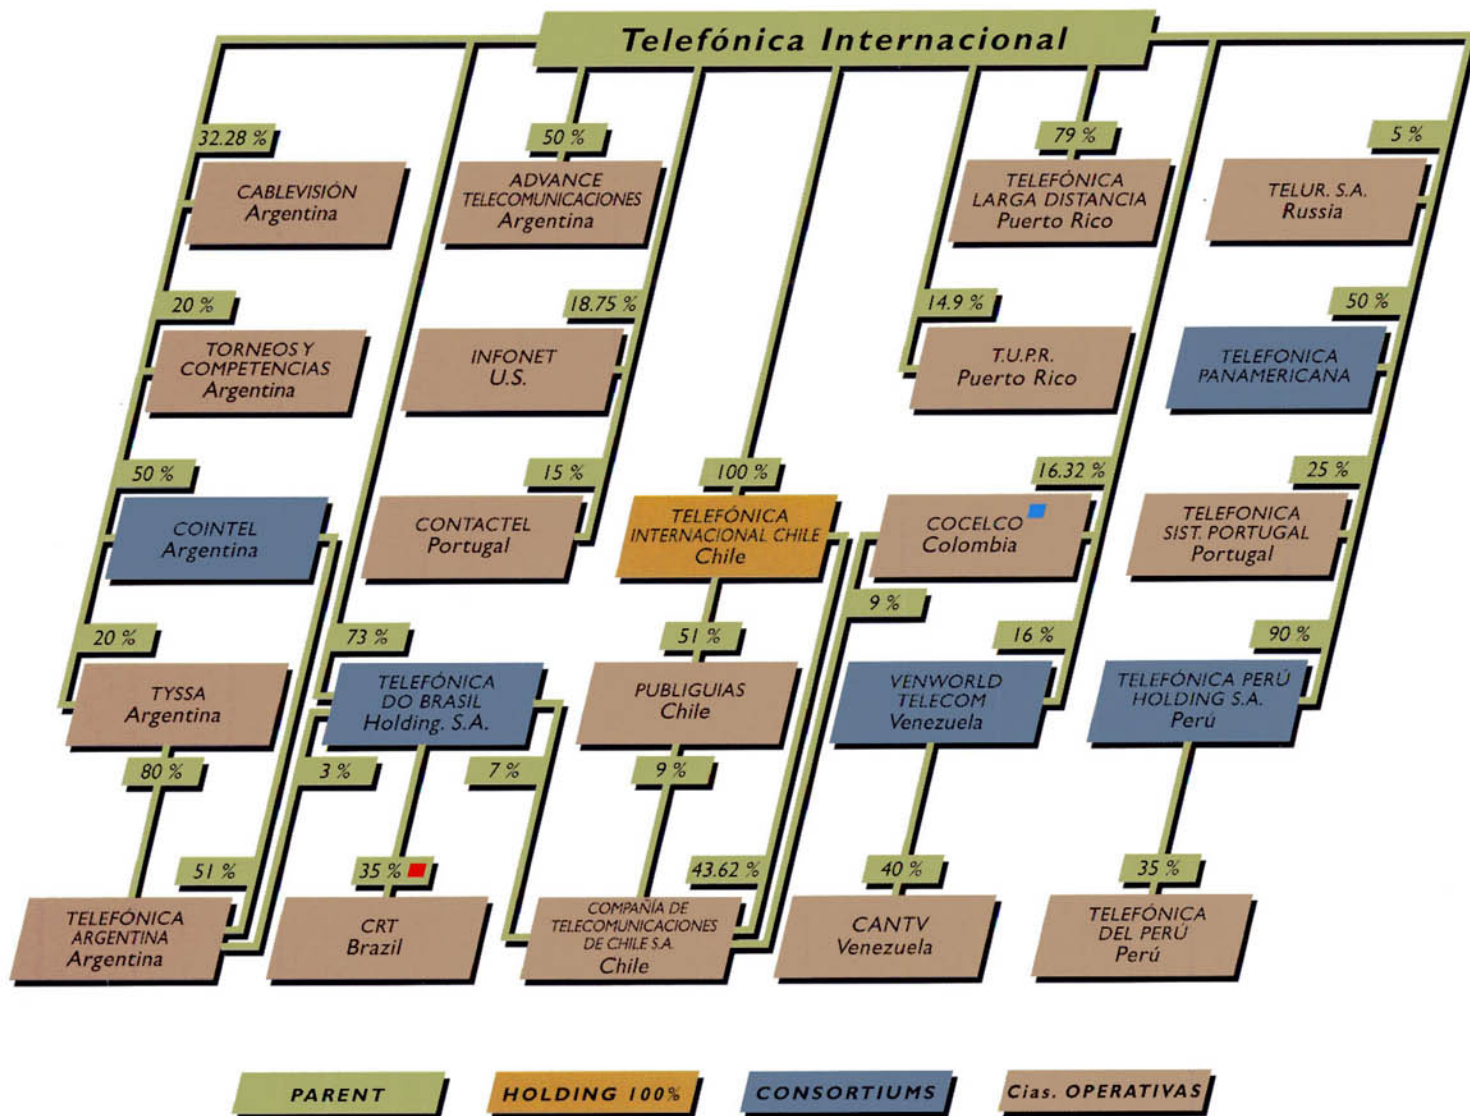 Telefónica Internacional
32.28 %
50 %
79 %
5 %
CABLEVISIÓN
Argentina
ADVANCE
TELECOMUNICACIONES
Argentina
TELEFÓNICA
LARGA DISTANCIA
Puerto Rico
TELUR. S.A.
Russia
20 %
18.75 %
14.9 %
50 %
TORNEOS Y
COMPETENCIAS
Argentina
INFONET
U.S.
T.U.P.R.
Puerto Rico
TELEFONICA
PANAMERICANA
50 %
15 %
100 %
16.32 %
25 %
COINTEL
Argentina
CONTACTEL
Portugal
TELEFÓNICA
INTERNACIONAL CHILE
Chile
COCELCO
Colombia
TELEFONICA
SIST. PORTUGAL
Portugal
9 %
20 %
73 %
51 %
16 %
90 %
TYSSA
Argentina
TELEFÓNICA
DO BRASIL
Holding. S.A.
PUBLIGUIAS
Chile
VENWORLD
TELECOM
Venezuela
TELEFÓNICA PERÚ
HOLDING S.A.
Perú
80 %
3 %
7 %
9 %
51 %
35 %
43.62 %
40 %
35 %
TELEFÓNICA
ARGENTINA
Argentina
CRT
Brazil
COMPAÑÍA DE
TELECOMUNICACIONES
DE CHILE S.A.
Chile
CANTV
Venezuela
TELEFÓNICA
DEL PERÚ
Perú
PARENT
HOLDING 100%
CONSORTIUMS
Cias. OPERATIVAS